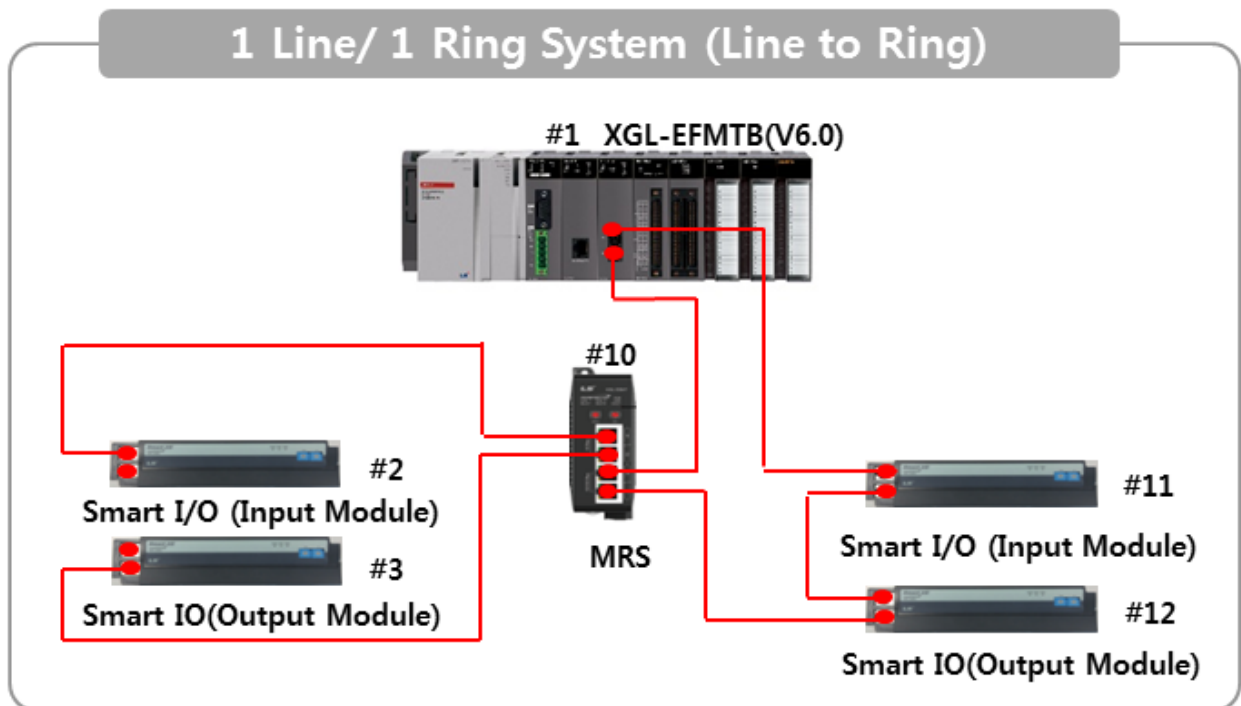 1 Line/ 1 Ring System (Line to Ring)
#1 XGL-EFMTB(V6.0)
#10
#2
Smart I/O (Input Module)
#3
Smart IO(Output Module)
MRS
#11
Smart I/O (Input Module)
#12
Smart IO(Output Module)